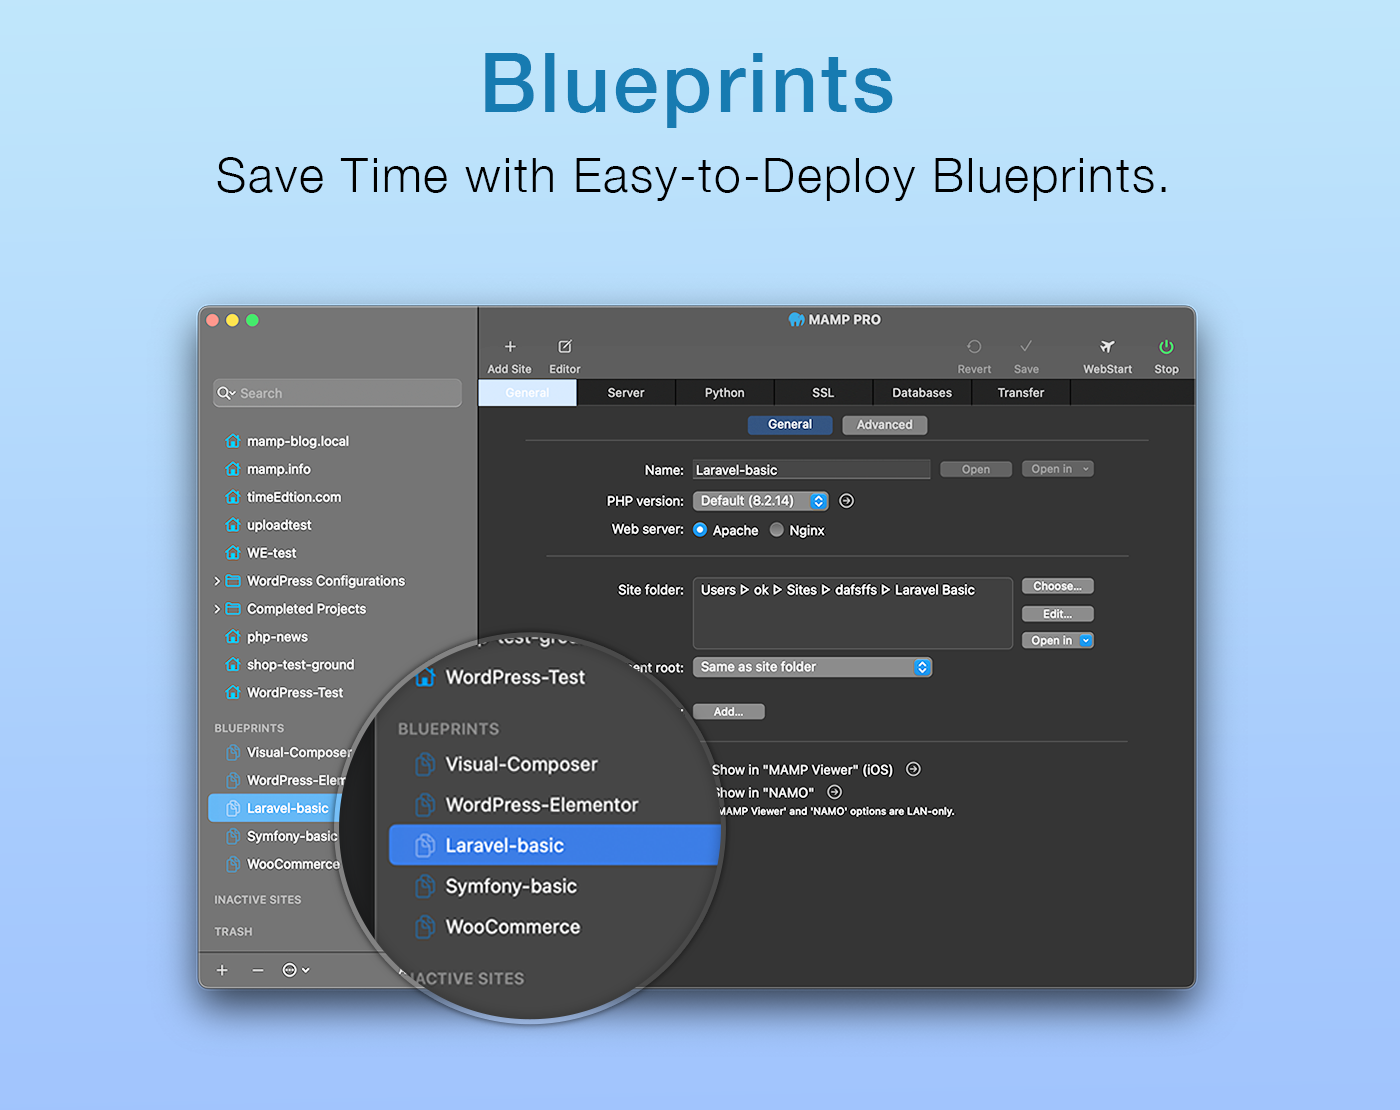 Blueprints
Save Time with Easy-to-Deploy Blueprints.
MAMP PRO
Add Site
Editor
Revert
Save
WebStart
Stop
Search
General
Server
Python
SSL
Databases
Transfer
General
Advanced
mamp-blog.local
mamp.info
timeEdtion.com
uploadtest
WE-test
WordPress Configurations
Completed Projects
php-news
shop-test-ground
WordPress-Test
BLUEPRINTS
Visual-Composer
WordPress-Elem
Laravel-basic
Symfony-basic
WooCommerce
INACTIVE SITES
TRASH
Name: Laravel-basic
Open
Open in
PHP version: Default (8.2.14)
Web server: Apache Nginx
Site folder: Users ▷ ok ▷ Sites ▷ dafsffs ▷ Laravel Basic
Choose...
Edit...
Open in
ent root: Same as site folder
Add...
Show in "MAMP Viewer" (iOS)
Show in "NAMO"
MAMP Viewer' and 'NAMO' options are LAN-only.
p-test-grou
WordPress-Test
BLUEPRINTS
Visual-Composer
WordPress-Elementor
Laravel-basic
Symfony-basic
WooCommerce
NACTIVE SITES